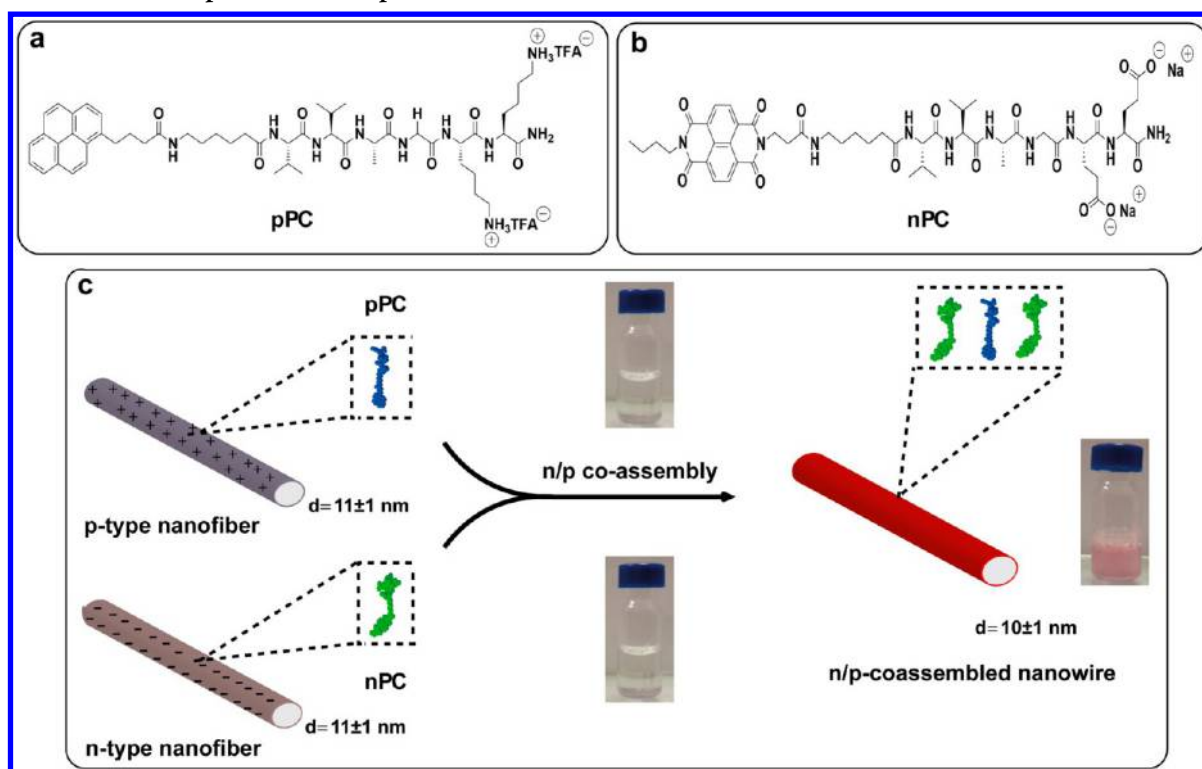 a
⊕ ⊖
NH3TFA
O O H N O H N O H N
N H O N H O N H O N H O NH2
O
NH3TFA ⊖
⊕
pPC
b
O ⊖ Na ⊕
O
O O O H N O H N O H N
N N N H O N H O N H O N H O NH2
O O O
O Na ⊕
O ⊖
nPC
c
pPC
d= 11±1 nm
p-type nanofiber
n/p co-assembly
nPC
d= 11±1 nm
n-type nanofiber
d= 10±1 nm
n/p-coassembled nanowire